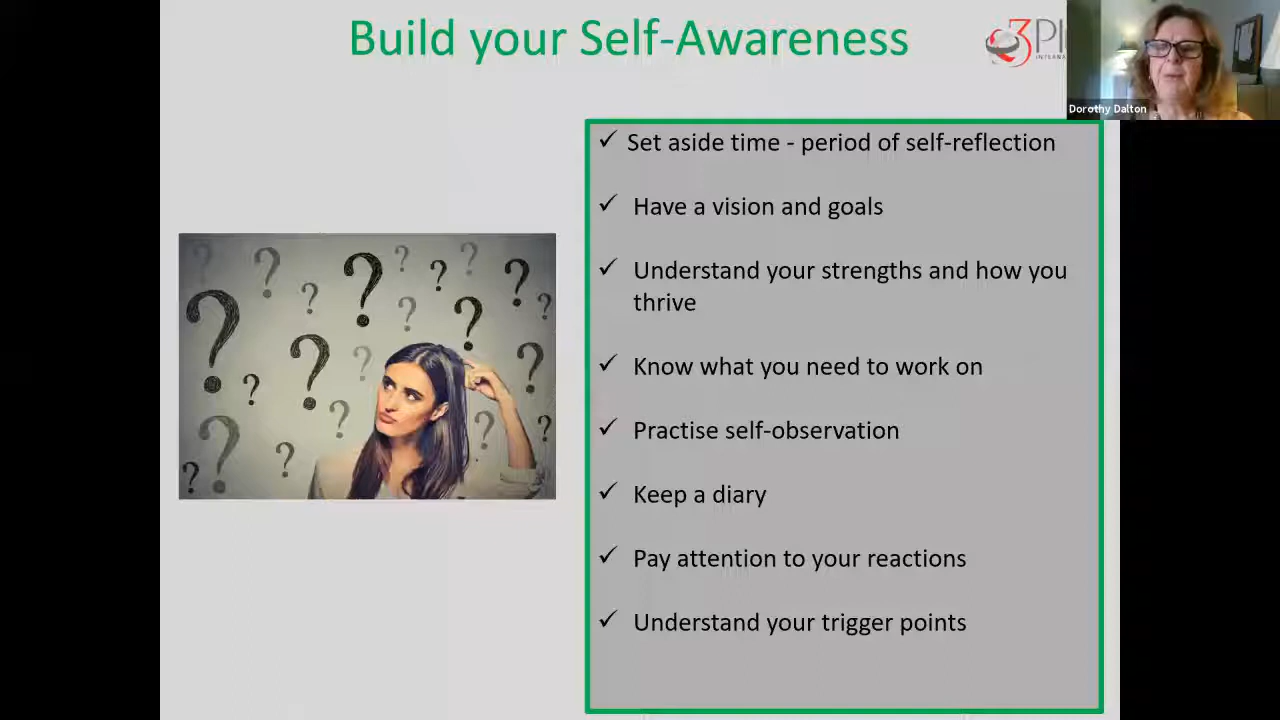 Build your Self-Awareness
3Pl
INTERNA
Dorothy Dalton
✓ Set aside time - period of self-reflection
✓ Have a vision and goals
✓ Understand your strengths and how you
thrive
✓ Know what you need to work on
✓ Practise self-observation
✓ Keep a diary
✓ Pay attention to your reactions
✓ Understand your trigger points
? ? ? ? ? ? ? ? ? ? ? ? ? ? ? ? ? ? ? ?